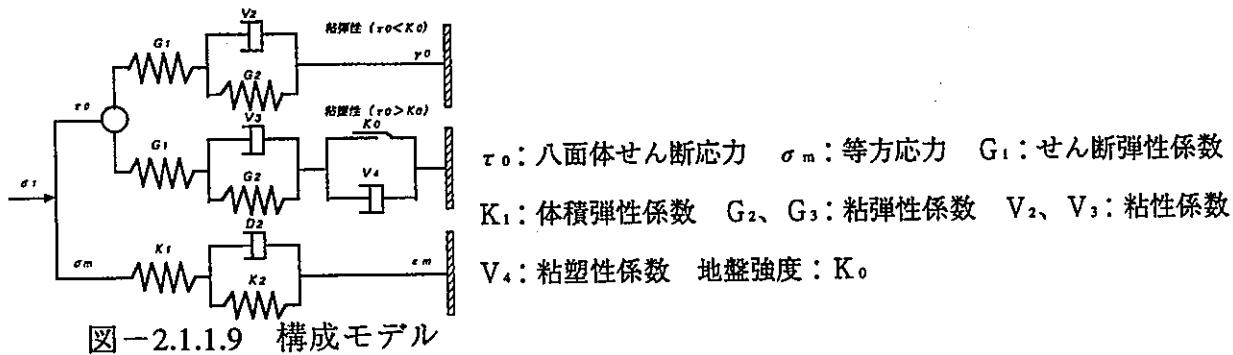 V2
粘弾性 (τ0<K0)
G1
γ0
G2
τ0
粘塑性 (τ0>K0)
V3
K0
G1
V4
G2
σ1
D2
K1
σm
εm
K2
τ₀：八面体せん断応力　σm：等方応力　G₁：せん断弾性係数
K₁：体積弾性係数　G₂、G₃：粘弾性係数　V₂、V₃：粘性係数
V₄：粘塑性係数　地盤強度：K₀
図－2.1.1.9　構成モデル